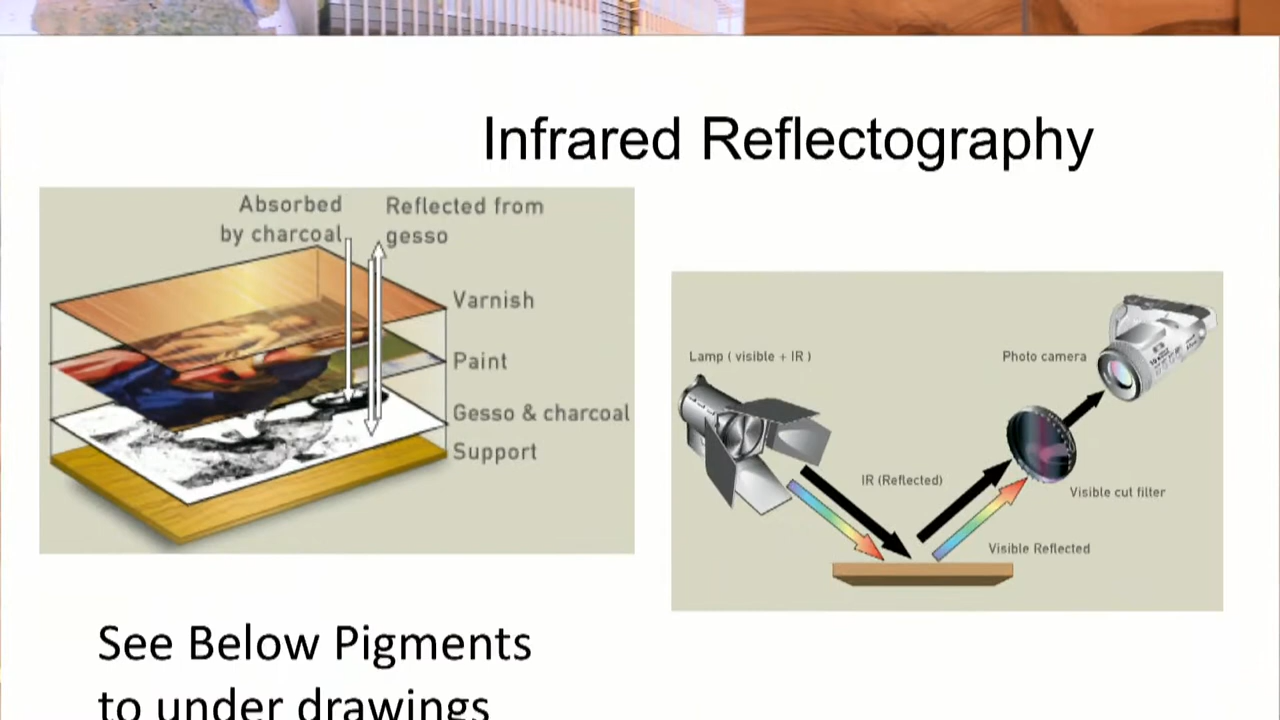 Infrared Reflectography
Absorbed
by charcoal
Reflected from
gesso
Varnish
Paint
Gesso & charcoal
Support
Lamp ( visible + IR )
Photo camera
IR (Reflected)
Visible cut filter
Visible Reflected
See Below Pigments
to under drawings